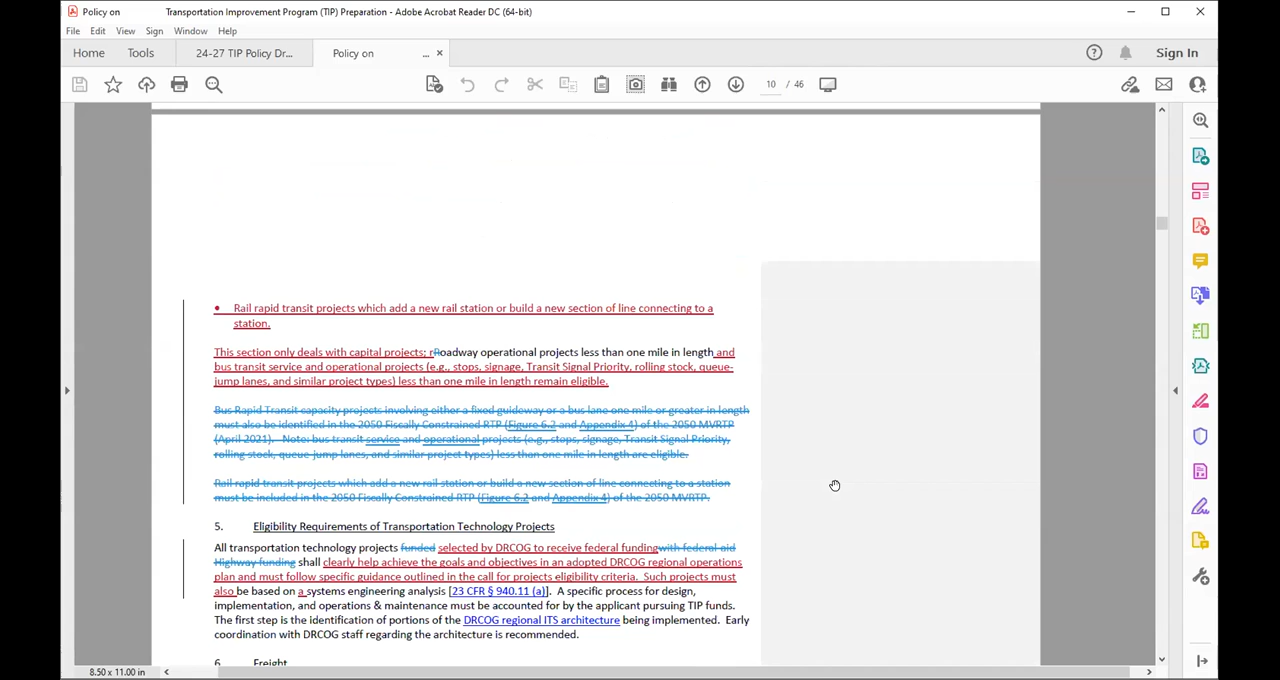 Policy on Transportation Improvement Program (TIP) Preparation - Adobe Acrobat Reader DC (64-bit)
File Edit View Sign Window Help
Home Tools 24-27 TIP Policy Dr... Policy on ... × Sign In
10 / 46
• Rail rapid transit projects which add a new rail station or build a new section of line connecting to a
station.
This section only deals with capital projects; rRoadway operational projects less than one mile in length and
bus transit service and operational projects (e.g., stops, signage, Transit Signal Priority, rolling stock, queue-
jump lanes, and similar project types) less than one mile in length remain eligible.
Bus Rapid Transit capacity projects involving either a fixed guideway or a bus lane one mile or greater in length
must also be identified in the 2050 Fiscally Constrained RTP (Figure 6.2 and Appendix 4) of the 2050 MVRTP
(April 2021). Note: bus transit service and operational projects (e.g., stops, signage, Transit Signal Priority,
rolling stock, queue-jump lanes, and similar project types) less than one mile in length are eligible.
Rail rapid transit projects which add a new rail station or build a new section of line connecting to a station
must be included in the 2050 Fiscally Constrained RTP (Figure 6.2 and Appendix 4) of the 2050 MVRTP.
5. Eligibility Requirements of Transportation Technology Projects
All transportation technology projects funded selected by DRCOG to receive federal fundingwith federal aid
Highway funding shall clearly help achieve the goals and objectives in an adopted DRCOG regional operations
plan and must follow specific guidance outlined in the call for projects eligibility criteria. Such projects must
also be based on a systems engineering analysis [23 CFR § 940.11 (a)]. A specific process for design,
implementation, and operations & maintenance must be accounted for by the applicant pursuing TIP funds.
The first step is the identification of portions of the DRCOG regional ITS architecture being implemented. Early
coordination with DRCOG staff regarding the architecture is recommended.
6. Freight
8.50 x 11.00 in